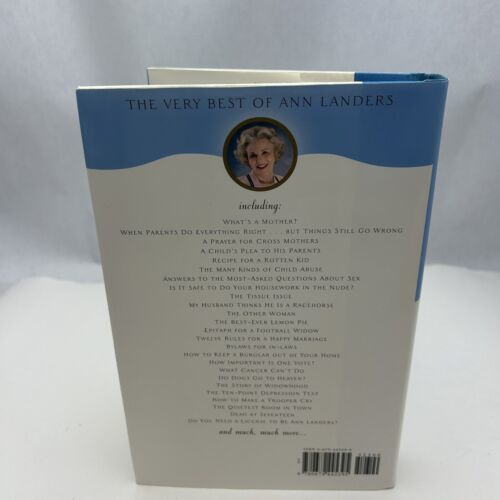 THE VERY BEST OF ANN LANDERS
including:
WHAT'S A MOTHER?
WHEN PARENTS DO EVERYTHING RIGHT . . . BUT THINGS STILL GO WRONG
A PRAYER FOR CROSS MOTHERS
A CHILD'S PLEA TO HIS PARENTS
RECIPE FOR A ROTTEN KID
THE MANY KINDS OF CHILD ABUSE
ANSWERS TO THE MOST-ASKED QUESTIONS ABOUT SEX
IS IT SAFE TO DO YOUR HOUSEWORK IN THE NUDE?
THE TISSUE ISSUE
MY HUSBAND THINKS HE IS A RACEHORSE
THE OTHER WOMAN
THE BEST-EVER LEMON PIE
EPITAPH FOR A FOOTBALL WIDOW
TWELVE RULES FOR A HAPPY MARRIAGE
BYLAWS FOR IN-LAWS
HOW TO KEEP A BURGLAR OUT OF YOUR HOME
HOW IMPORTANT IS ONE VOTE?
WHAT CANCER CAN'T DO
DO DOGS GO TO HEAVEN?
THE STORY OF WIDOWHOOD
THE TEN-POINT DEPRESSION TEST
HOW TO MAKE A TROOPER CRY
THE QUIETEST ROOM IN TOWN
DEAD AT SEVENTEEN
DO YOU NEED A LICENSE TO BE ANN LANDERS?
and much, much more...
ISBN